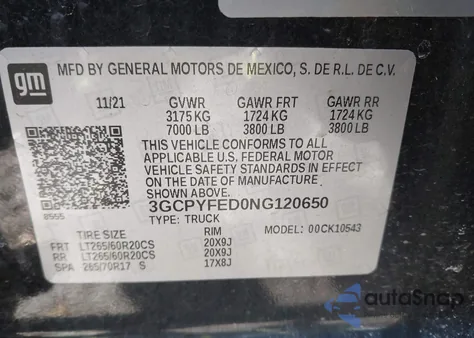 gm
MFD BY GENERAL MOTORS DE MEXICO, S. DE R.L. DE C.V.
11/21 GVWR GAWR FRT GAWR RR
3175 KG 1724 KG 1724 KG
7000 LB 3800 LB 3800 LB
THIS VEHICLE CONFORMS TO ALL
APPLICABLE U.S. FEDERAL MOTOR
VEHICLE SAFETY STANDARDS IN EFFECT
ON THE DATE OF MANUFACTURE SHOWN ABOVE.
3GCPYFED0NG120650
8555 TYPE: TRUCK
TIRE SIZE RIM MODEL: 00CK10543
FRT LT265/60R20CS 20X9J
RR LT265/60R20CS 20X9J
SPA 265/70R17 S 17X8J
autoSnap